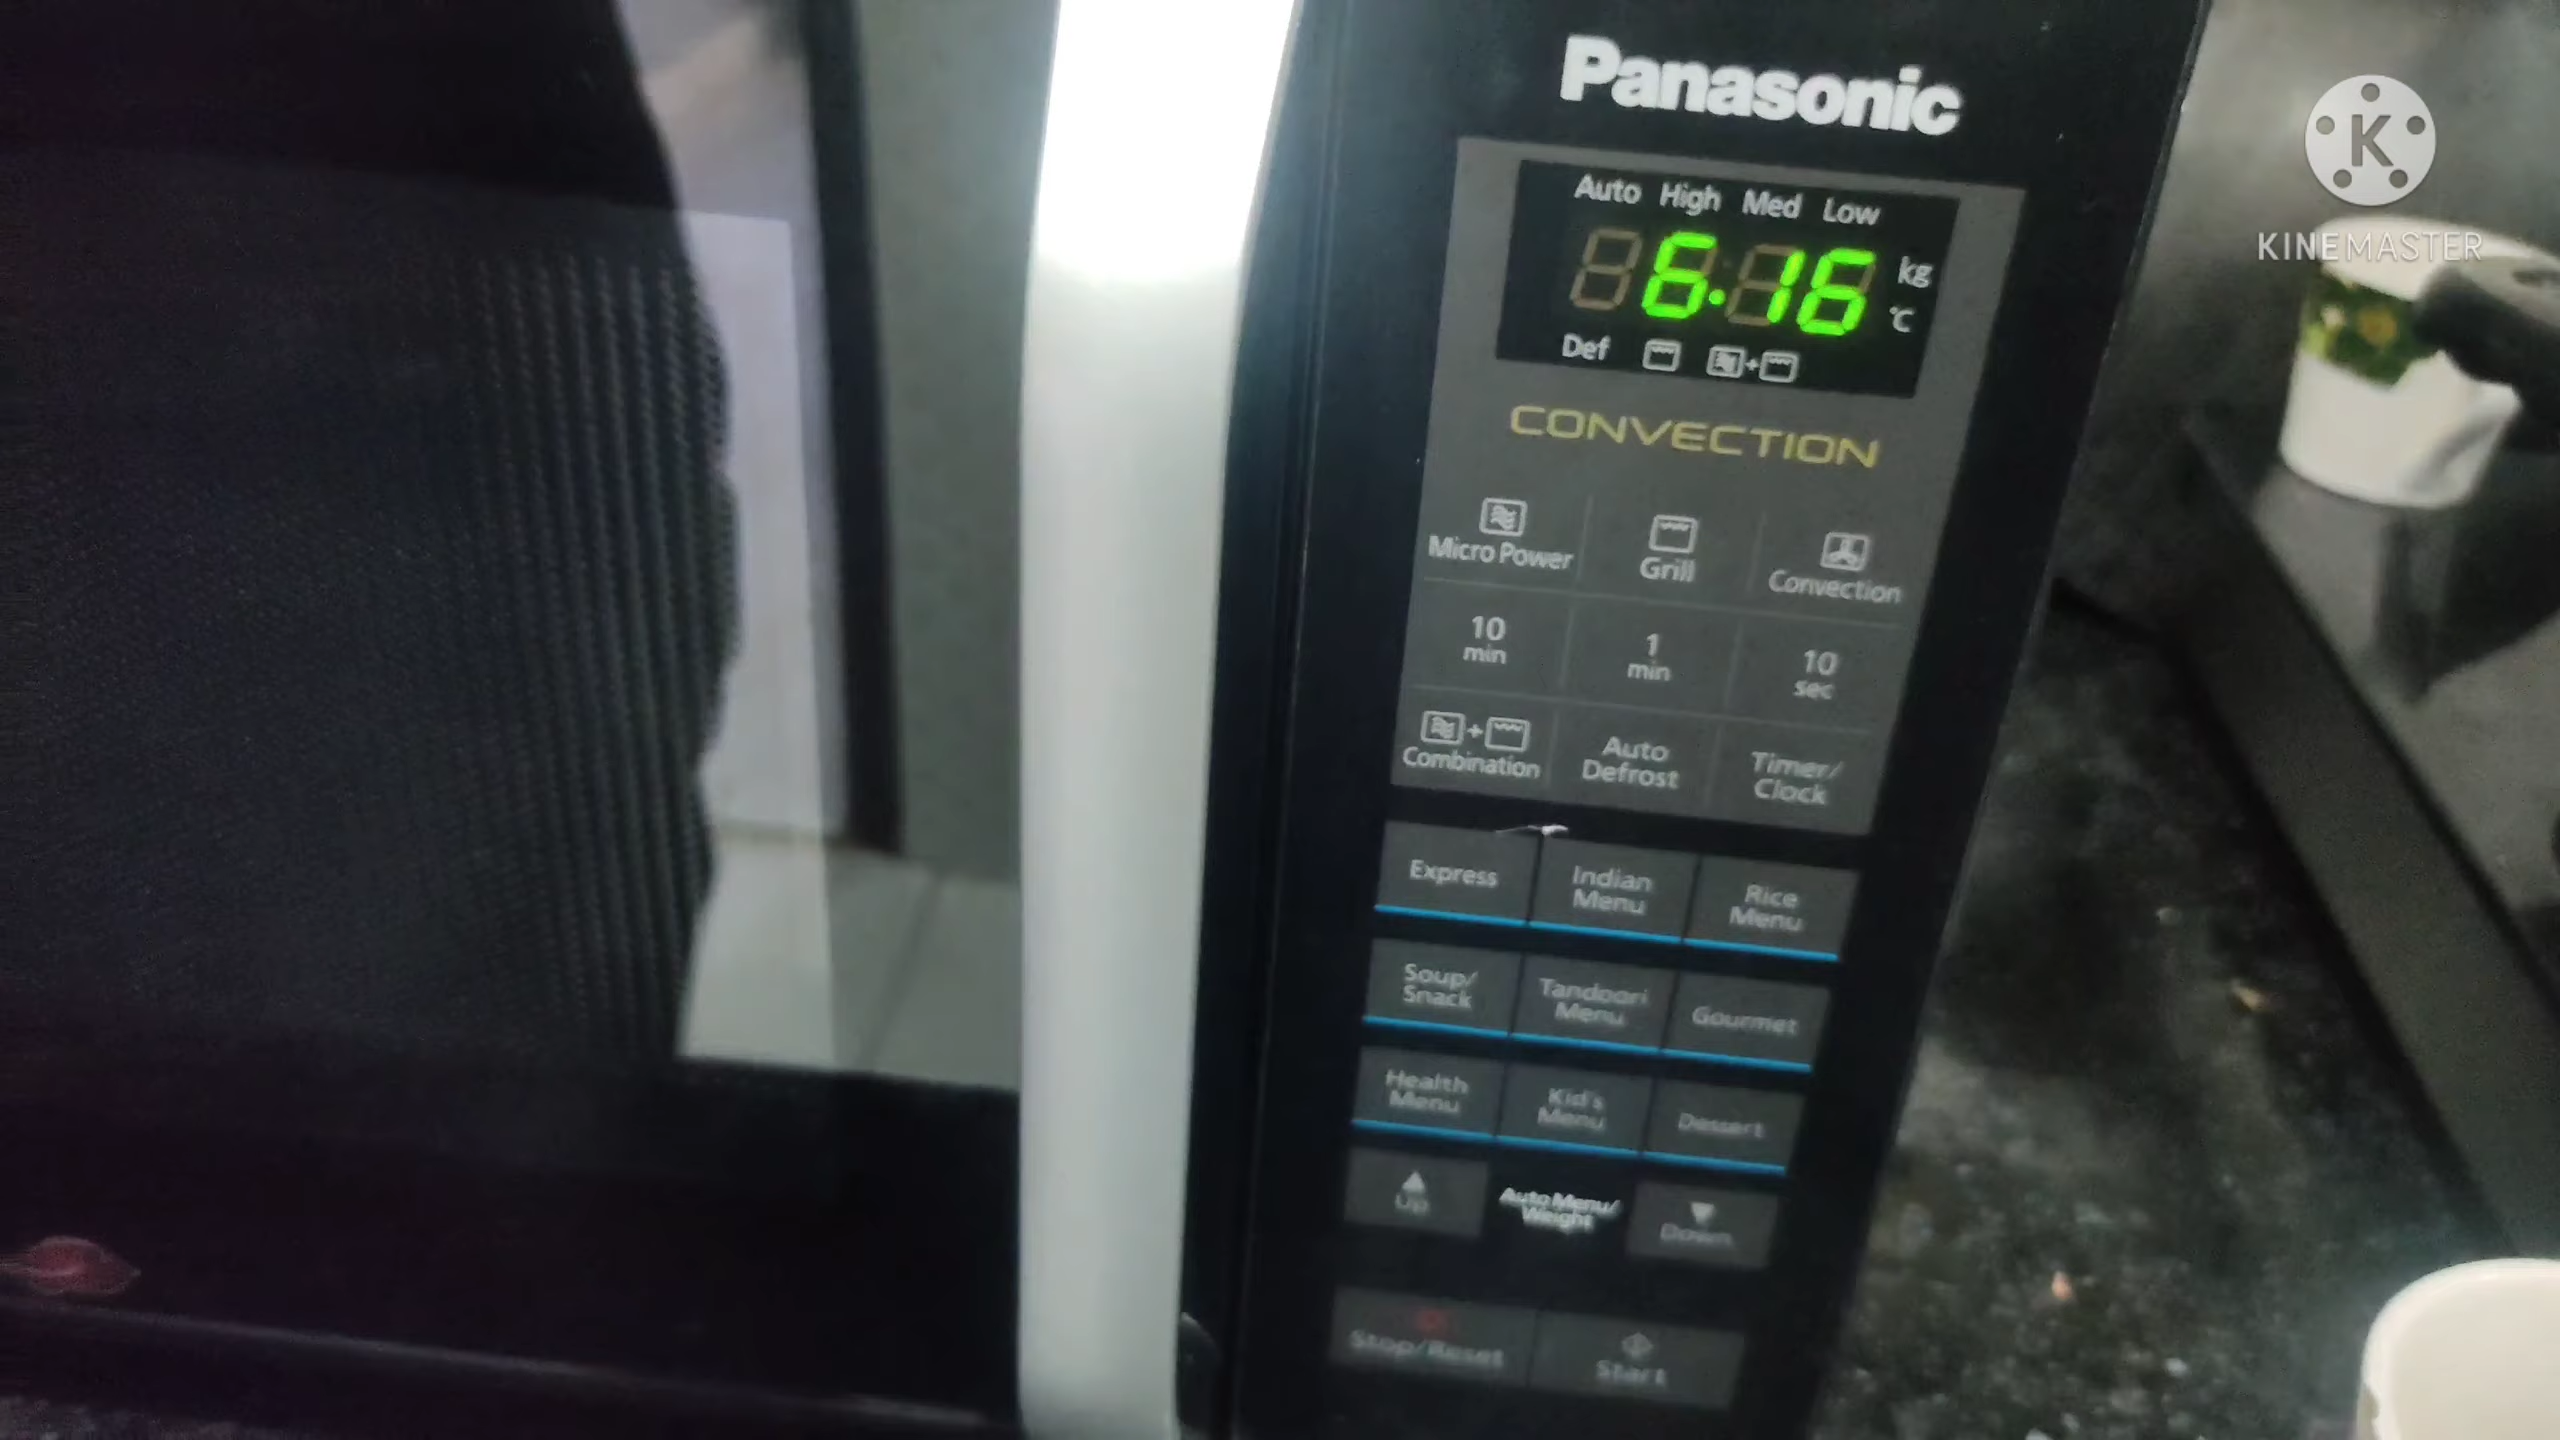 Panasonic
K
KINEMASTER
Auto High Med Low
6.16
kg
°C
Def
CONVECTION
Micro Power
Grill
Convection
10
min
1
min
10
sec
+
Combination
Auto
Defrost
Timer/
Clock
Express
Indian
Menu
Rice
Menu
Soup/
Snack
Tandoori
Menu
Gourmet
Health
Menu
Kid's
Menu
Dessert
Up
Auto Menu/
Weight
Down
Stop/Reset
Start